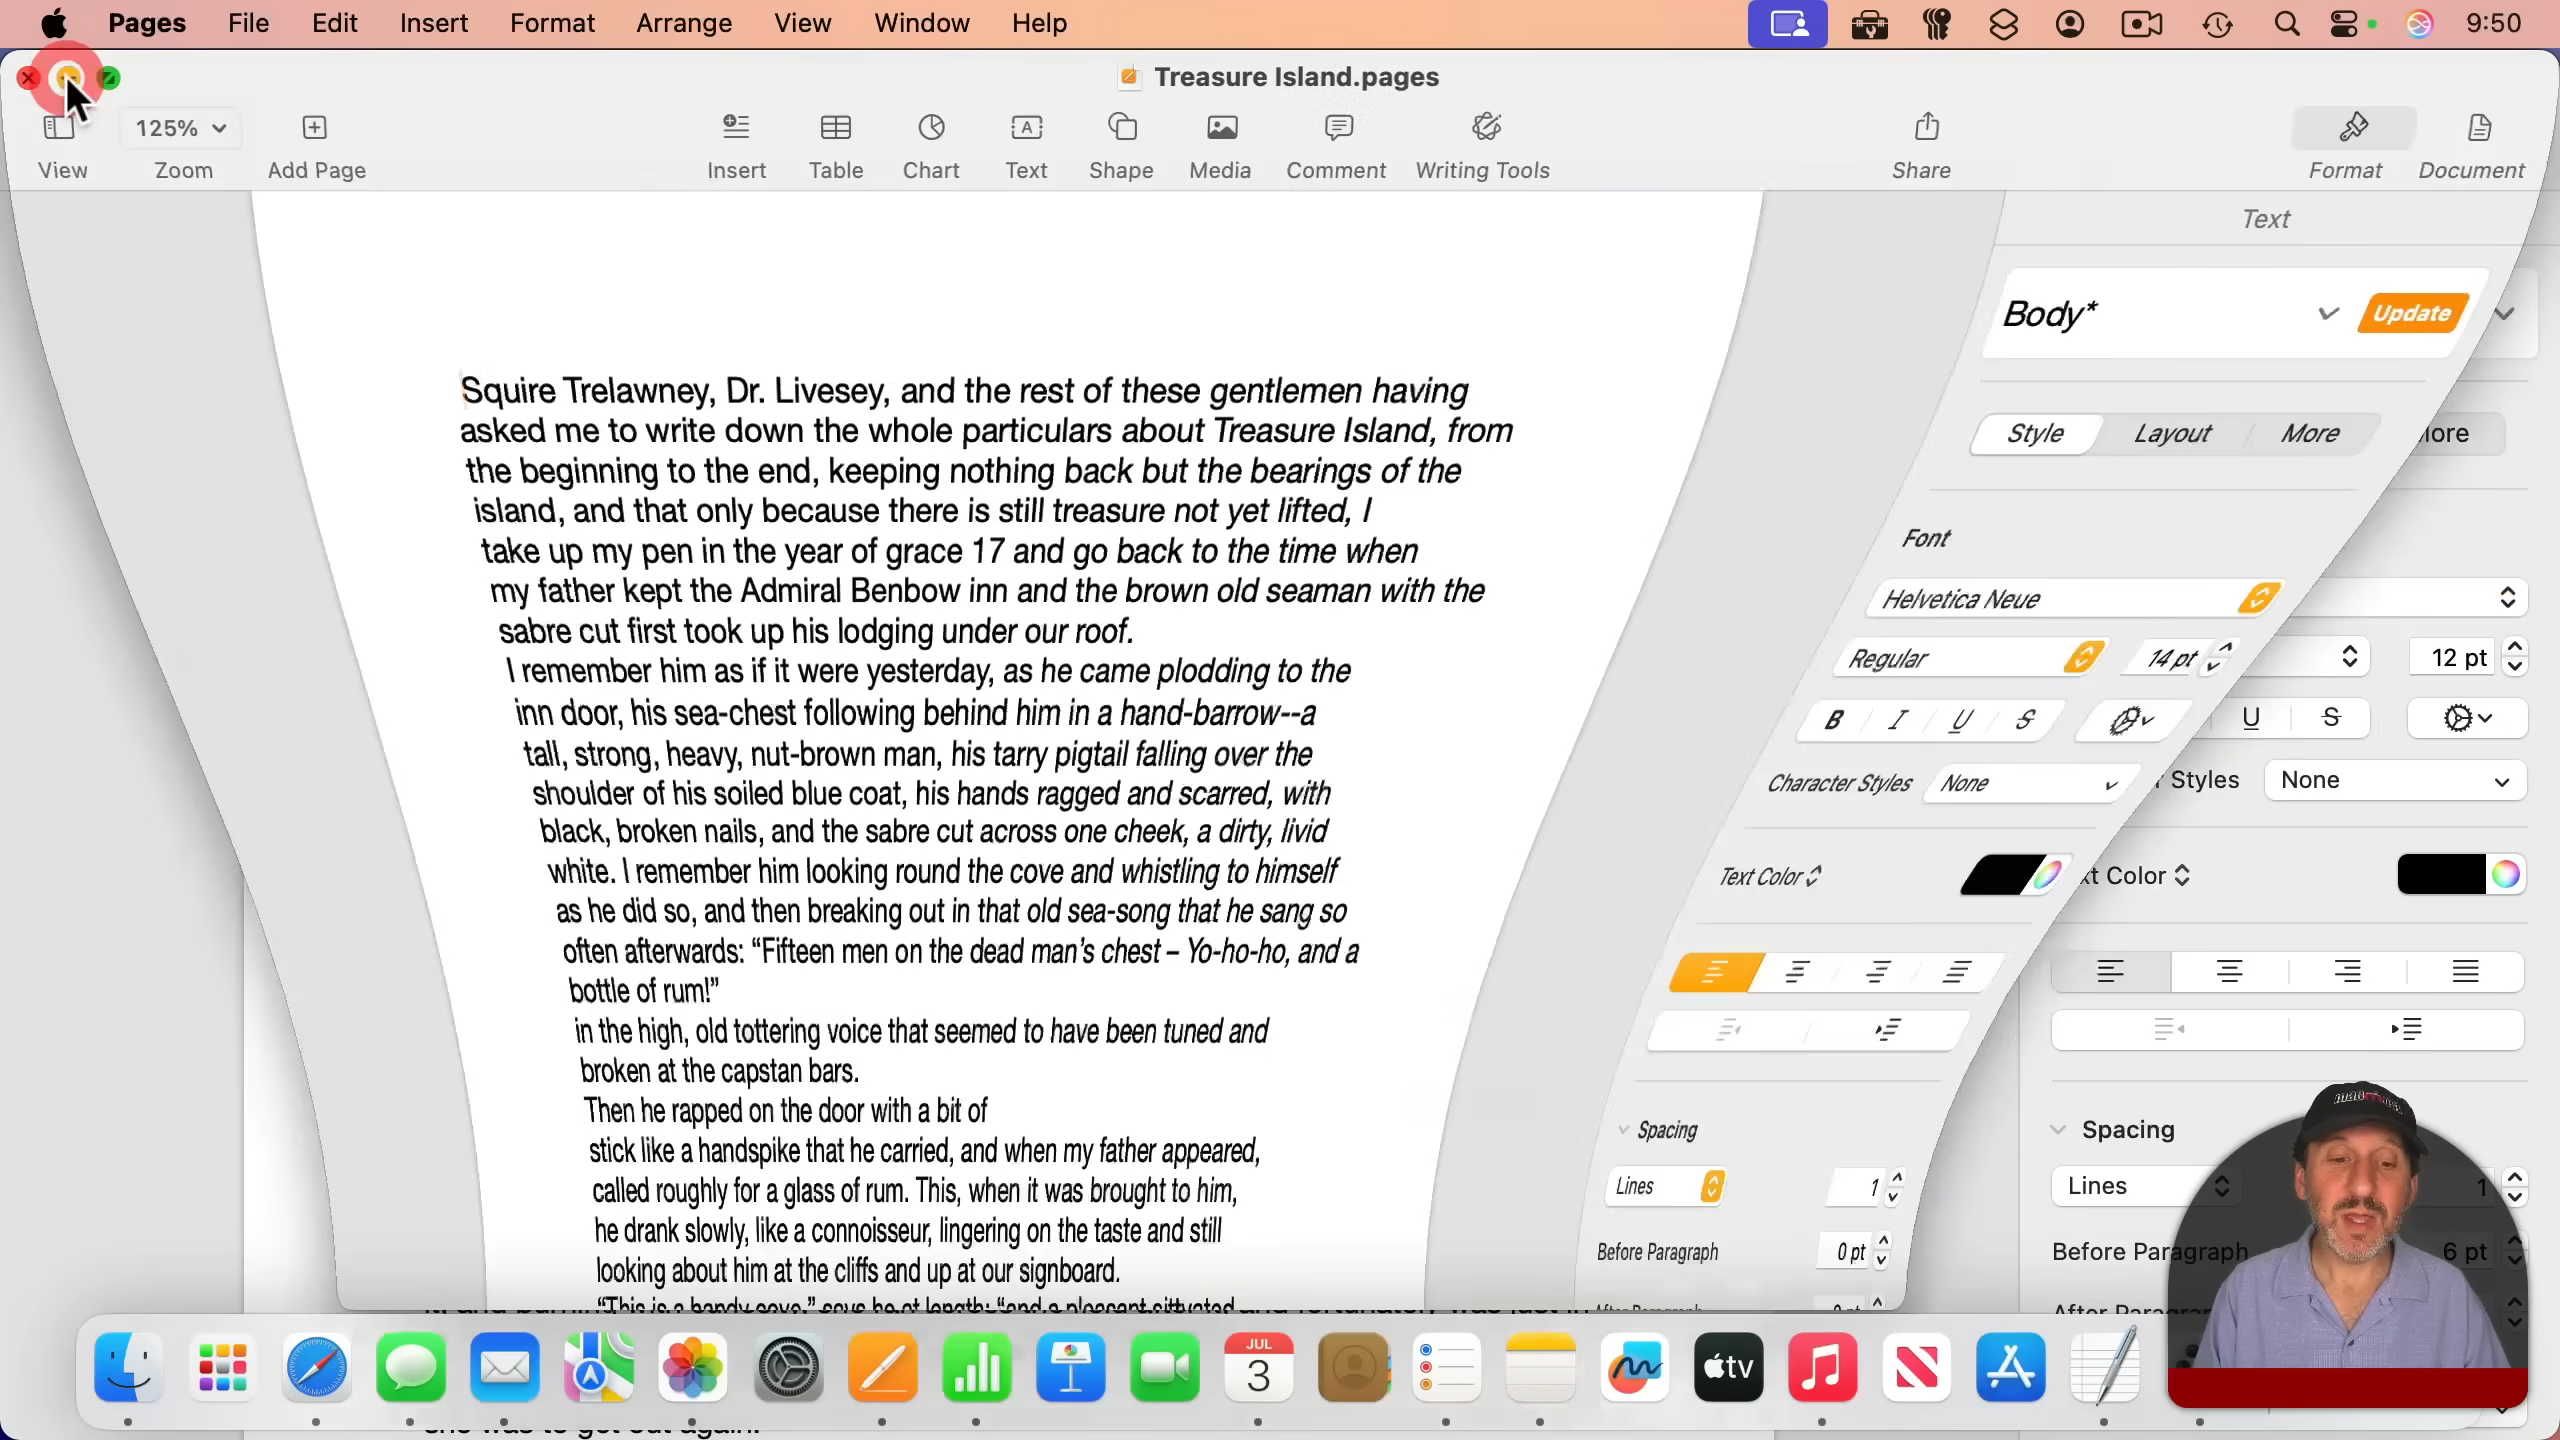 Pages File Edit Insert Format Arrange View Window Help 9:50
Treasure Island.pages
125%
View Zoom Add Page Insert Table Chart Text Shape Media Comment Writing Tools Share Format Document
Text
Body* Update
Style Layout More
Font
Helvetica Neue
Regular 14 pt 12 pt
B I U S U S
Character Styles None Styles None
Text Color Color
Spacing Spacing
Lines 1 Lines 1
Before Paragraph 0 pt Before Paragraph 6 pt
Squire Trelawney, Dr. Livesey, and the rest of these gentlemen having
asked me to write down the whole particulars about Treasure Island, from
the beginning to the end, keeping nothing back but the bearings of the
island, and that only because there is still treasure not yet lifted, I
take up my pen in the year of grace 17 and go back to the time when
my father kept the Admiral Benbow inn and the brown old seaman with the
sabre cut first took up his lodging under our roof.
I remember him as if it were yesterday, as he came plodding to the
inn door, his sea-chest following behind him in a hand-barrow--a
tall, strong, heavy, nut-brown man, his tarry pigtail falling over the
shoulder of his soiled blue coat, his hands ragged and scarred, with
black, broken nails, and the sabre cut across one cheek, a dirty, livid
white. I remember him looking round the cove and whistling to himself
as he did so, and then breaking out in that old sea-song that he sang so
often afterwards: “Fifteen men on the dead man’s chest – Yo-ho-ho, and a
bottle of rum!”
in the high, old tottering voice that seemed to have been tuned and
broken at the capstan bars.
Then he rapped on the door with a bit of
stick like a handspike that he carried, and when my father appeared,
called roughly for a glass of rum. This, when it was brought to him,
he drank slowly, like a connoisseur, lingering on the taste and still
looking about him at the cliffs and up at our signboard.
JUL
3
tv
she was to get out again.